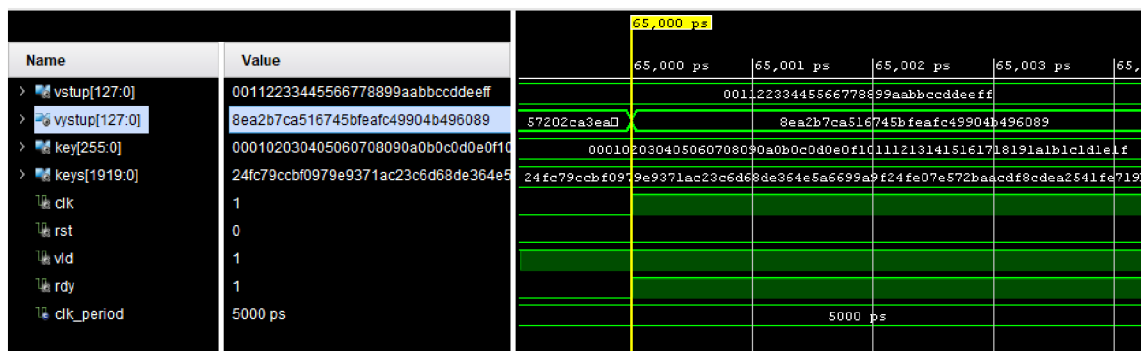 65,000 ps
Name Value
65,000 ps 65,001 ps 65,002 ps 65,003 ps 65,
vstup[127:0] 00112233445566778899aabbccddeeff 00112233445566778899aabbccddeeff
vystup[127:0] 8ea2b7ca516745bfeafc49904b496089 57202ca3ea 8ea2b7ca516745bfeafc49904b496089
key[255:0] 000102030405060708090a0b0c0d0e0f10 000102030405060708090a0b0c0d0e0f101112131415161718191a1b1c1d1e1f
keys[1919:0] 24fc79ccbf0979e9371ac23c6d68de364e5 24fc79ccbf0979e9371ac23c6d68de364e5a6699a9f24fe07e572baacdf8cdea2541fe719
clk 1
rst 0
vld 1
rdy 1
clk_period 5000 ps 5000 ps